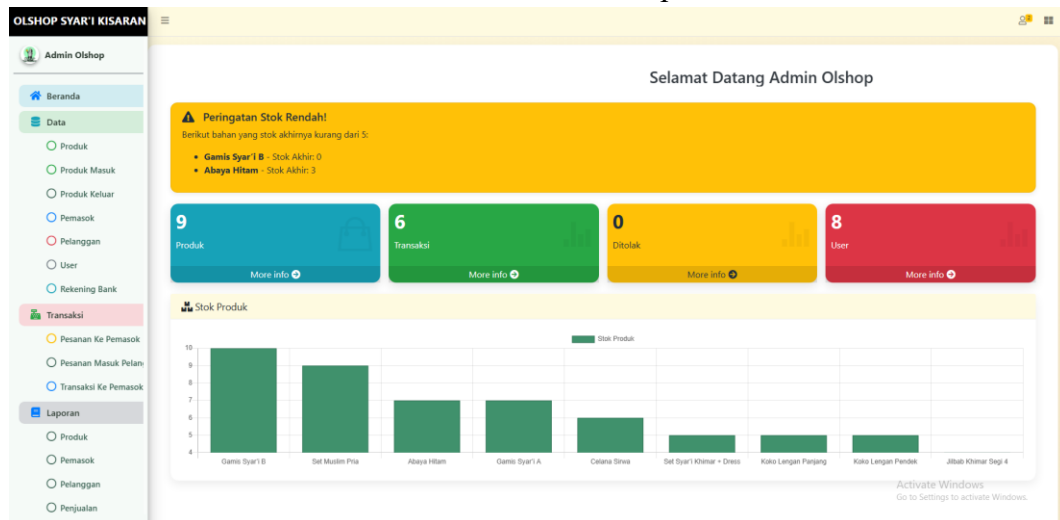 OLSHOP SYAR'I KISARAN
Admin Olshop
Beranda
Data
Produk
Produk Masuk
Produk Keluar
Pemasok
Pelanggan
User
Rekening Bank
Transaksi
Pesanan Ke Pemasok
Pesanan Masuk Pelan
Transaksi Ke Pemasok
Laporan
Produk
Pemasok
Pelanggan
Penjualan
Selamat Datang Admin Olshop
Peringatan Stok Rendah!
Berikut bahan yang stok akhirnya kurang dari 5:
• Gamis Syar'i B - Stok Akhir: 0
• Abaya Hitam - Stok Akhir: 3
9
Produk
More info
6
Transaksi
More info
0
Ditolak
More info
8
User
More info
Stok Produk
Stok Produk
10
9
8
7
6
5
4
Gamis Syar'i B
Set Muslim Pria
Abaya Hitam
Gamis Syar'i A
Celana Sirwa
Set Syar'i Khimar + Dress
Koko Lengan Panjang
Koko Lengan Pendek
Jilbab Khimar Segi 4
Activate Windows
Go to Settings to activate Windows.